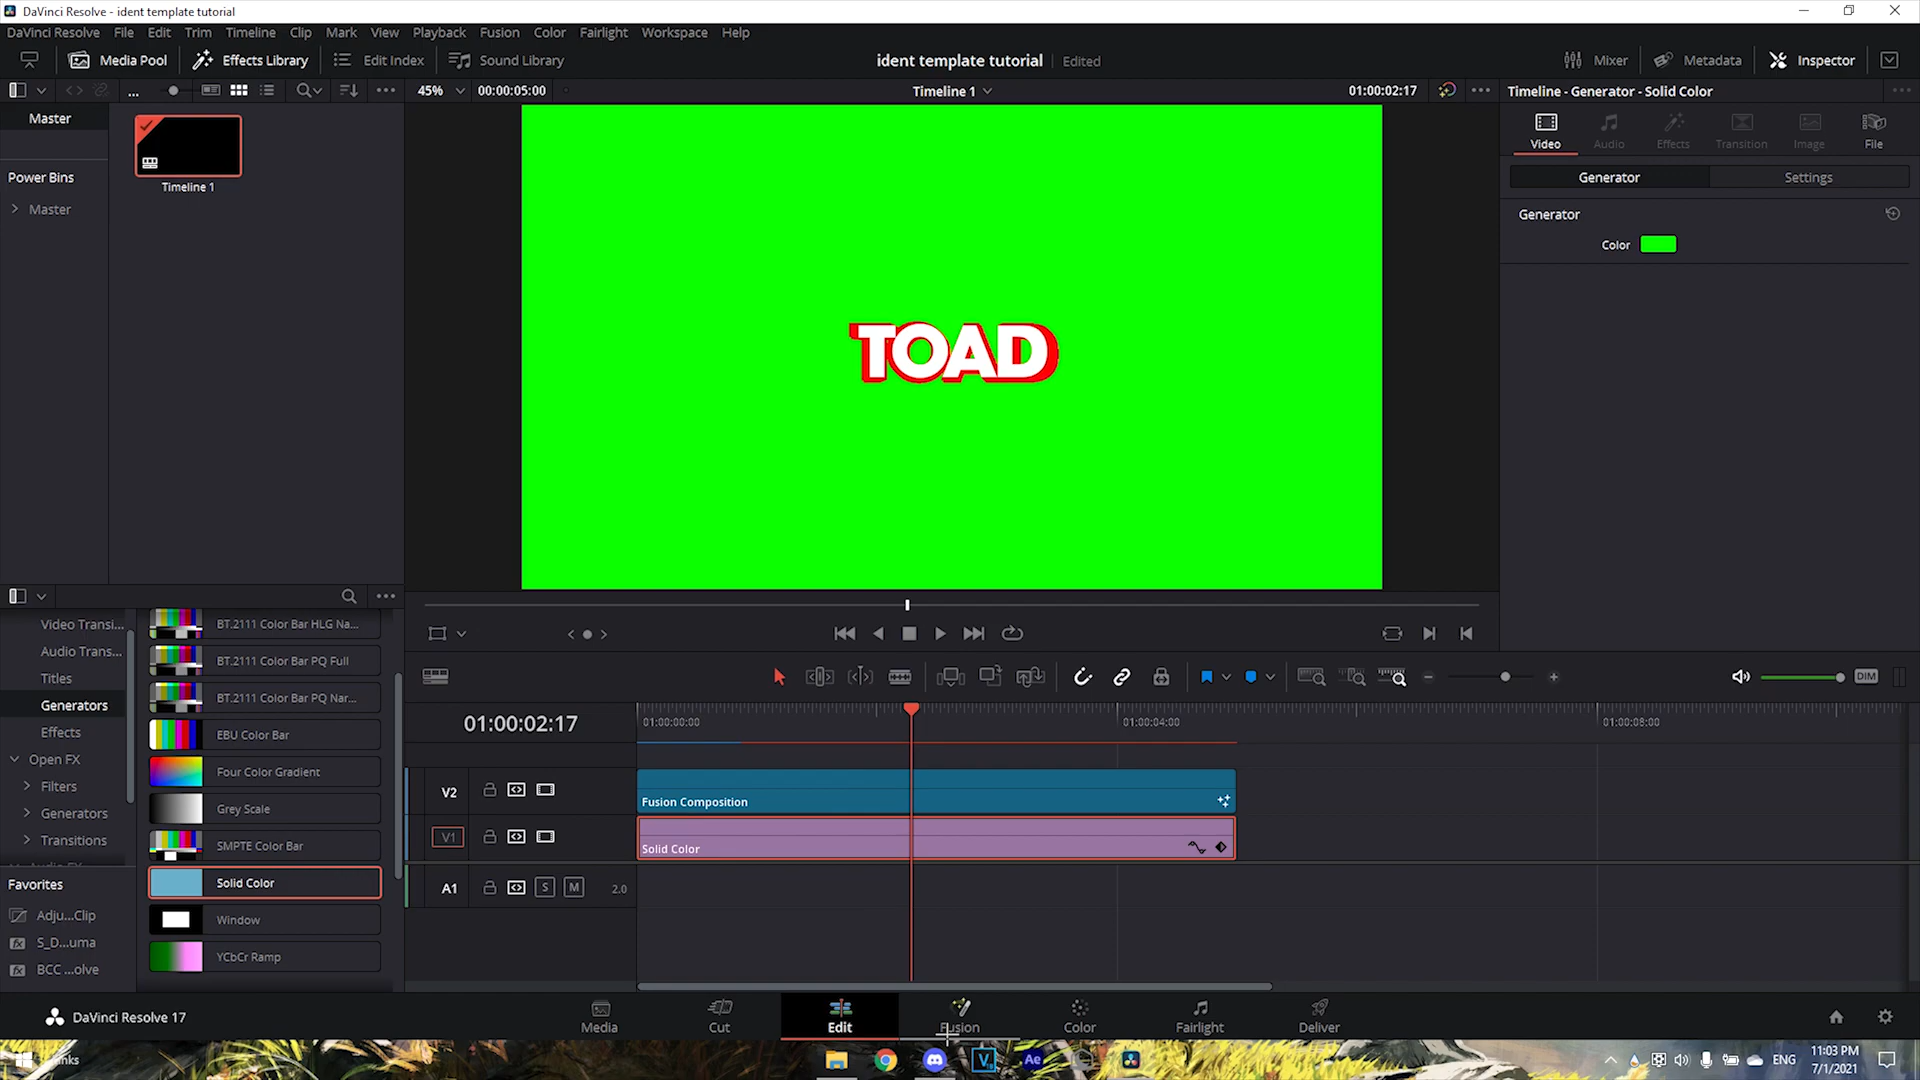 DaVinci Resolve - ident template tutorial
DaVinci Resolve File Edit Trim Timeline Clip Mark View Playback Fusion Color Fairlight Workspace Help
Media Pool Effects Library Edit Index Sound Library ident template tutorial Edited Mixer Metadata Inspector
... 45% 00:00:05:00 Timeline 1 01:00:02:17 Timeline - Generator - Solid Color
Master
Power Bins
Master
Timeline 1
TOAD
Video Audio Effects Transition Image File
Generator Settings
Generator
Color
Video Transi...
Audio Trans...
Titles
Generators
Effects
Open FX
Filters
Generators
Transitions
Favorites
Adju...Clip
S_D...uma
BCC ...olve
BT.2111 Color Bar HLG Na...
BT.2111 Color Bar PQ Full
BT.2111 Color Bar PQ Nar...
EBU Color Bar
Four Color Gradient
Grey Scale
SMPTE Color Bar
Solid Color
Window
YCbCr Ramp
DIM
01:00:02:17
01:00:00:00 01:00:04:00 01:00:08:00
V2
Fusion Composition
V1
Solid Color
A1 S M 2.0
DaVinci Resolve 17
Media Cut Edit Fusion Color Fairlight Deliver
Ae
ENG
11:03 PM
7/1/2021